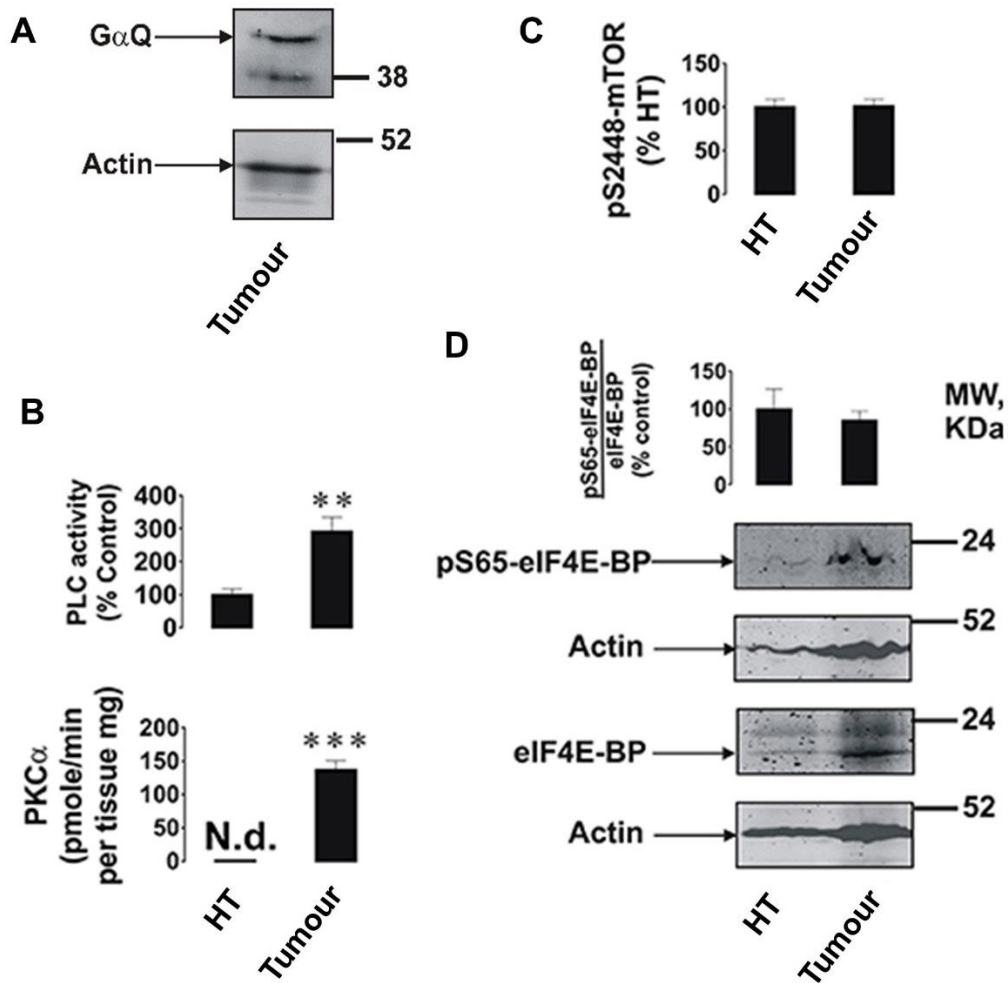 A
GαQ
38
52
Actin
Tumour
B
PLC activity
(% Control)
400
300
200
100
0
**
PKCα
(pmole/min
per tissue mg)
200
150
100
50
0
N.d.
***
HT
Tumour
C
pS2448-mTOR
(% HT)
150
100
50
0
HT
Tumour
D
pS65-eIF4E-BP
eIF4E-BP
(% control)
150
100
50
0
MW,
KDa
pS65-eIF4E-BP
24
Actin
52
eIF4E-BP
24
Actin
52
HT
Tumour